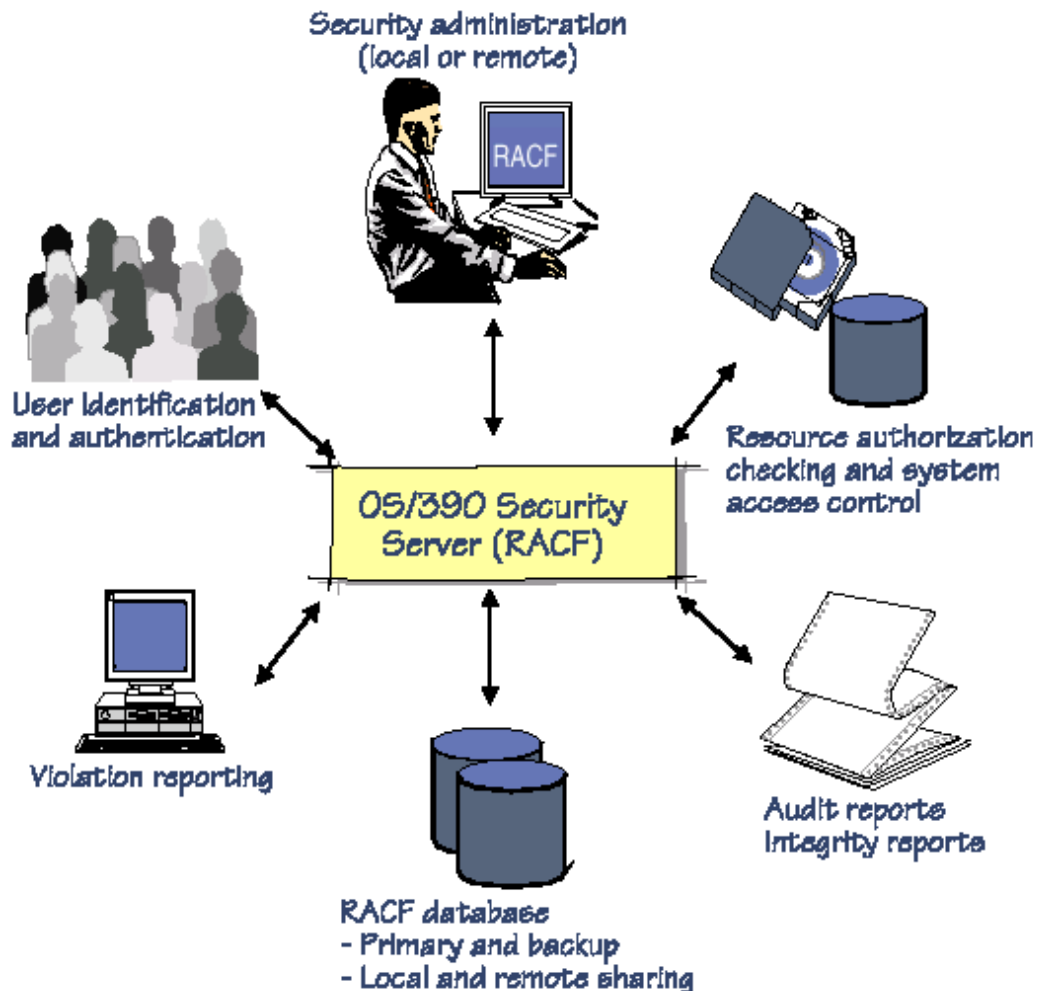 Security administration
(local or remote)
RACF
User identification
and authentication
Resource authorization
checking and system
access control
OS/390 Security
Server (RACF)
Violation reporting
Audit reports
Integrity reports
RACF database
- Primary and backup
- Local and remote sharing